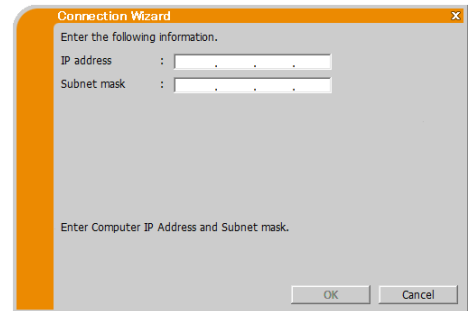 Connection Wizard x
Enter the following information.
IP address : . . .
Subnet mask : . . .
Enter Computer IP Address and Subnet mask.
OK Cancel